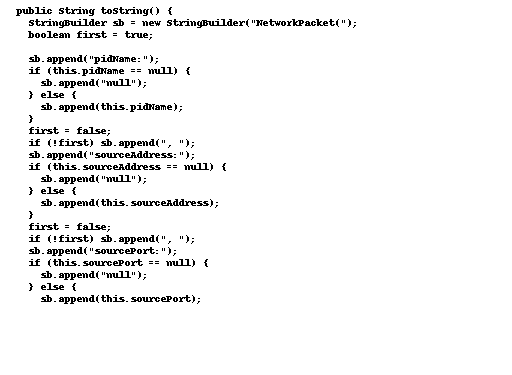 public String toString() {
  StringBuilder sb = new StringBuilder("NetworkPacket(");
  boolean first = true;

  sb.append("pidName:");
  if (this.pidName == null) {
    sb.append("null");
  } else {
    sb.append(this.pidName);
  }
  first = false;
  if (!first) sb.append(", ");
  sb.append("sourceAddress:");
  if (this.sourceAddress == null) {
    sb.append("null");
  } else {
    sb.append(this.sourceAddress);
  }
  first = false;
  if (!first) sb.append(", ");
  sb.append("sourcePort:");
  if (this.sourcePort == null) {
    sb.append("null");
  } else {
    sb.append(this.sourcePort);